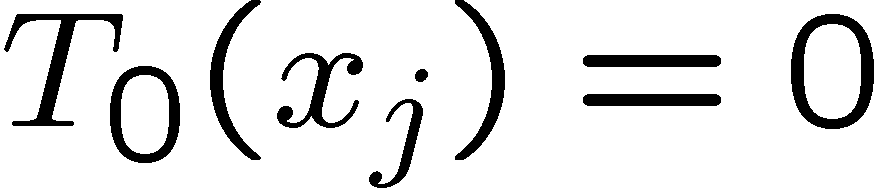 T_0(x_j) = 0